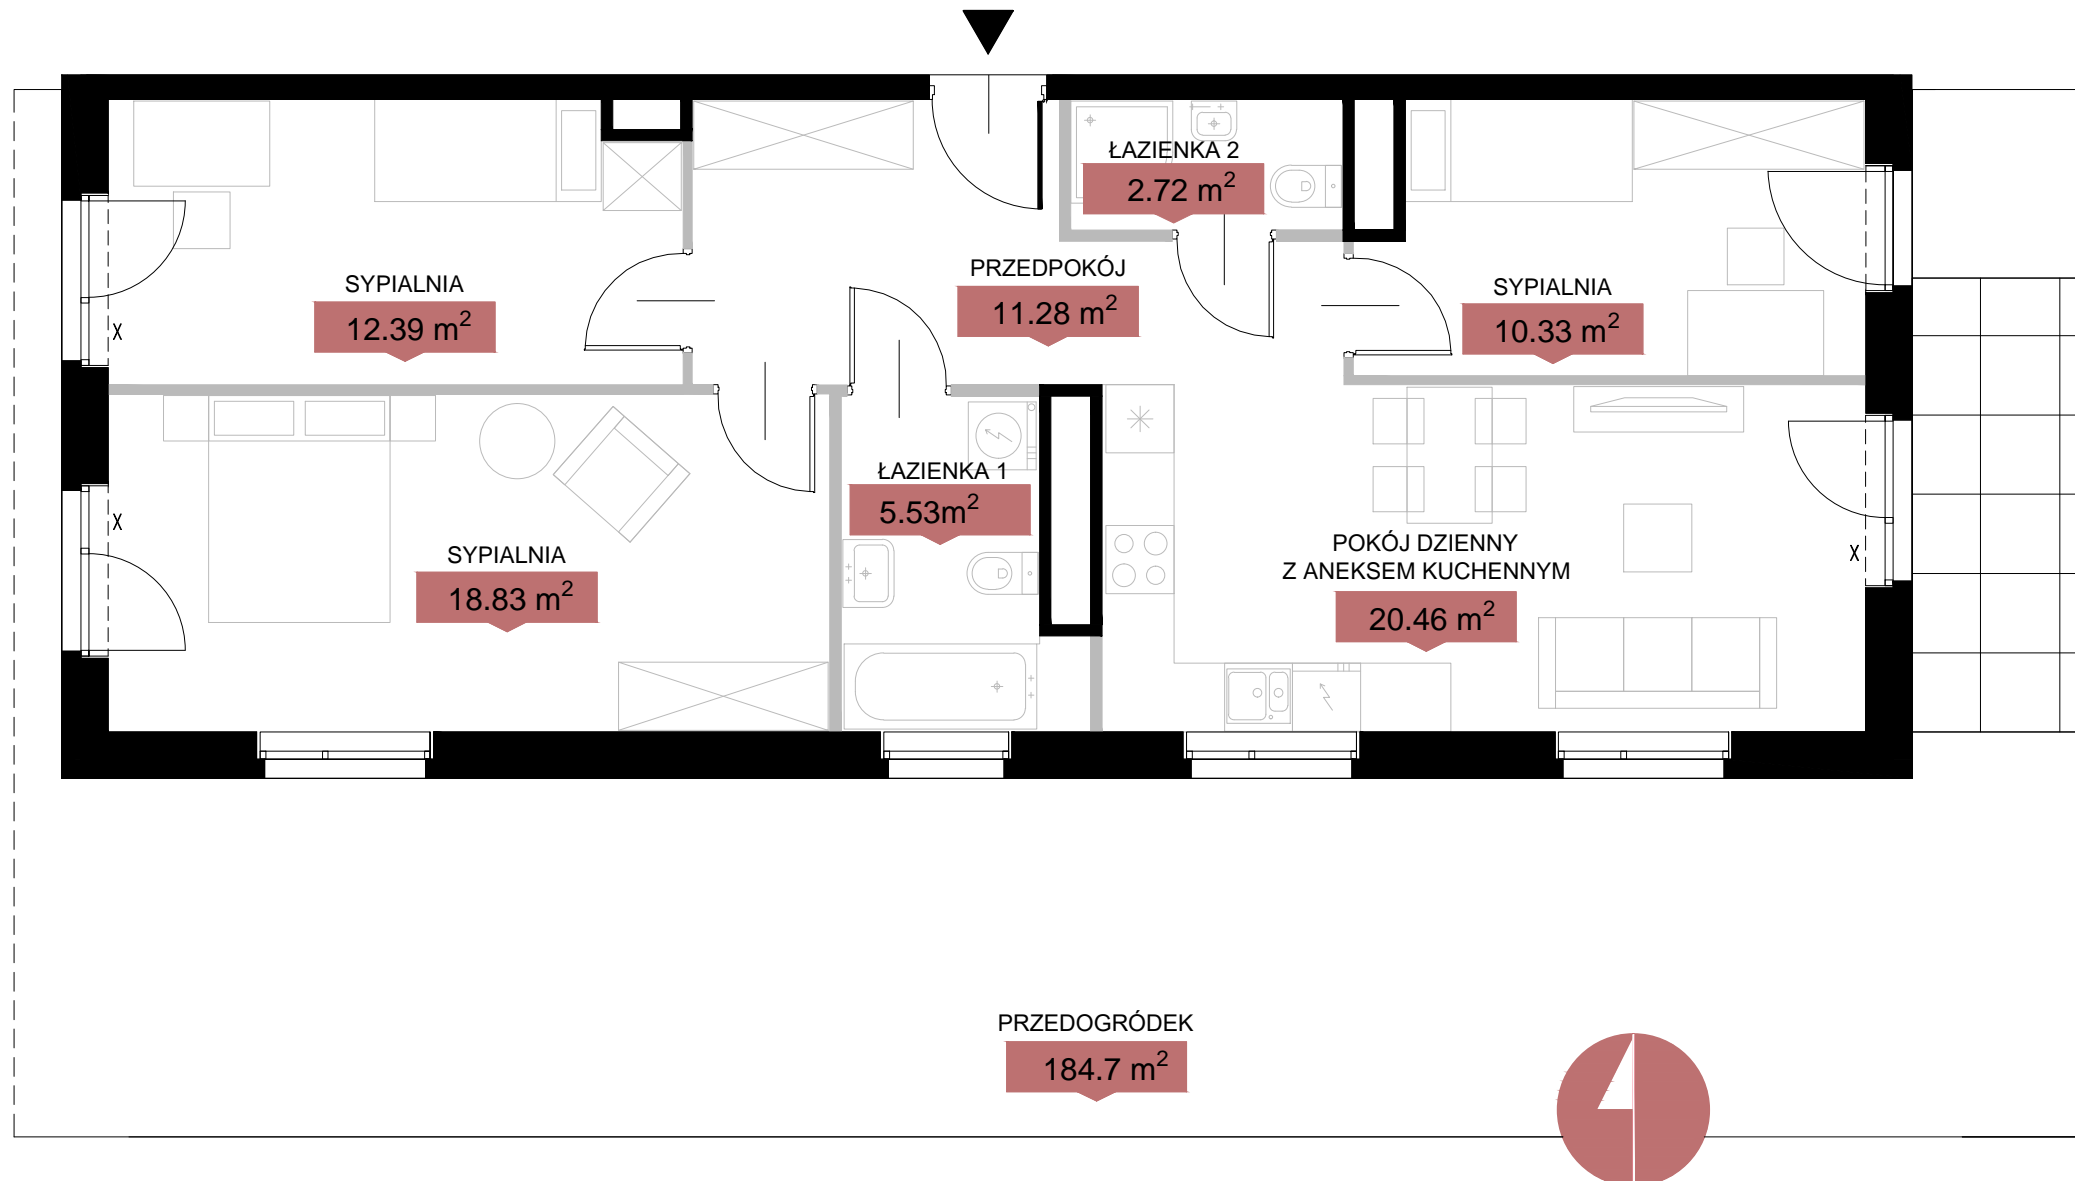 ŁAZIENKA 2
2.72 m²
PRZEDPOKÓJ
11.28 m²
SYPIALNIA
12.39 m²
SYPIALNIA
10.33 m²
ŁAZIENKA 1
5.53m²
SYPIALNIA
18.83 m²
POKÓJ DZIENNY
Z ANEKSEM KUCHENNYM
20.46 m²
X
X
X
PRZEDOGRÓDEK
184.7 m²